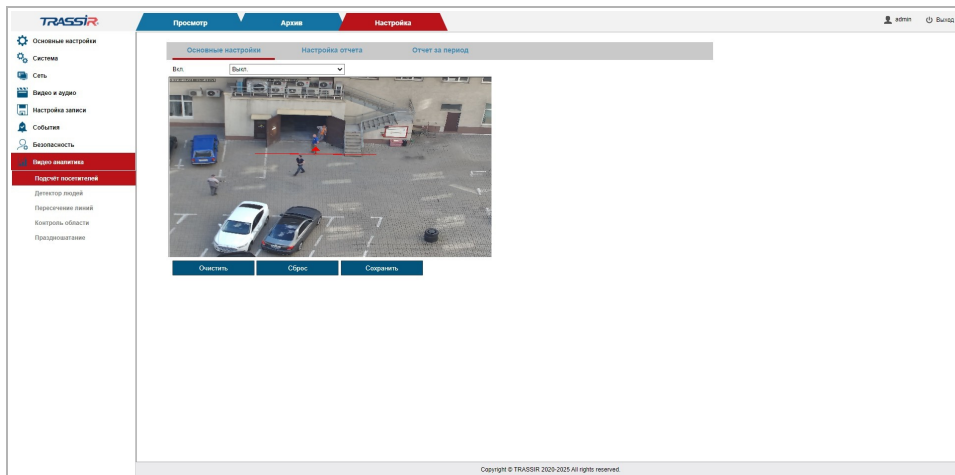 TRASSIR
Просмотр
Архив
Настройка
admin
Выход
Основные настройки
Система
Сеть
Видео и аудио
Настройка записи
События
Безопасность
Видео аналитика
Подсчёт посетителей
Детектор людей
Пересечение линий
Контроль области
Праздношатание
Основные настройки
Настройка отчета
Отчет за период
Вкл.
Выкл.
Очистить
Сброс
Сохранить
Copyright © TRASSIR 2020-2025 All rights reserved.